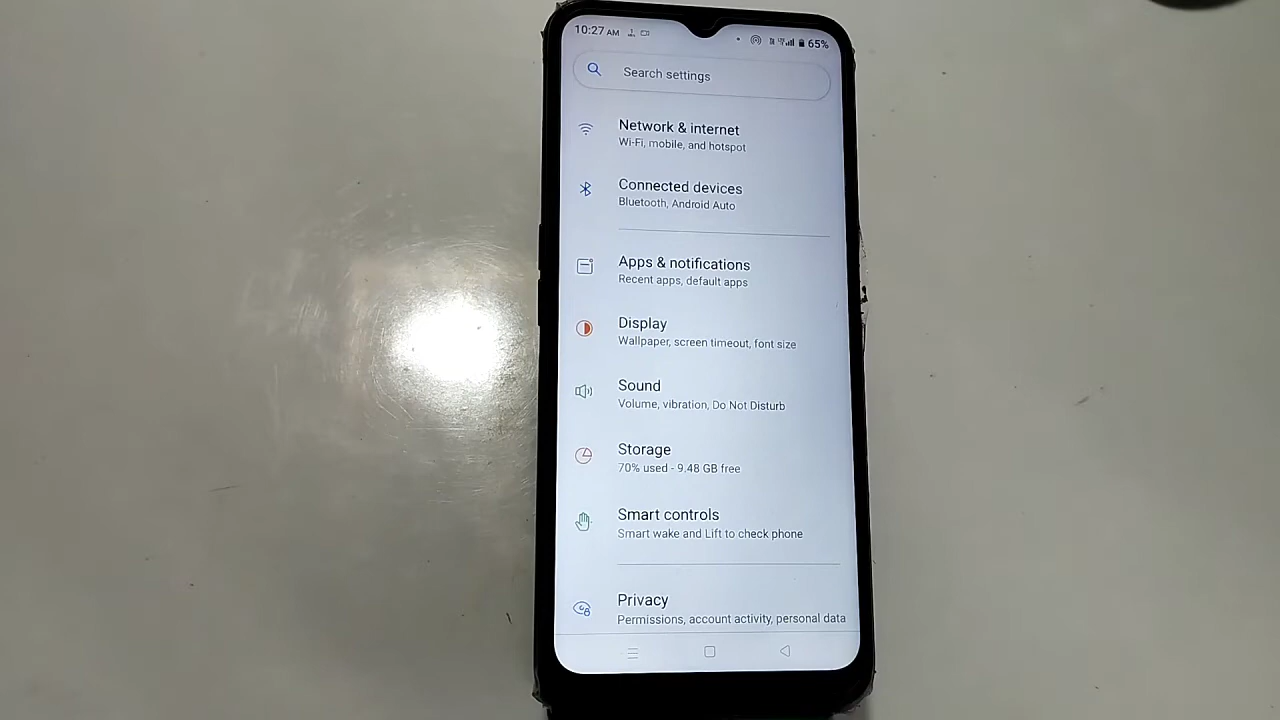 10:27 AM
65%
Search settings
Network & internet
Wi-Fi, mobile, and hotspot
Connected devices
Bluetooth, Android Auto
Apps & notifications
Recent apps, default apps
Display
Wallpaper, screen timeout, font size
Sound
Volume, vibration, Do Not Disturb
Storage
70% used - 9.48 GB free
Smart controls
Smart wake and Lift to check phone
Privacy
Permissions, account activity, personal data